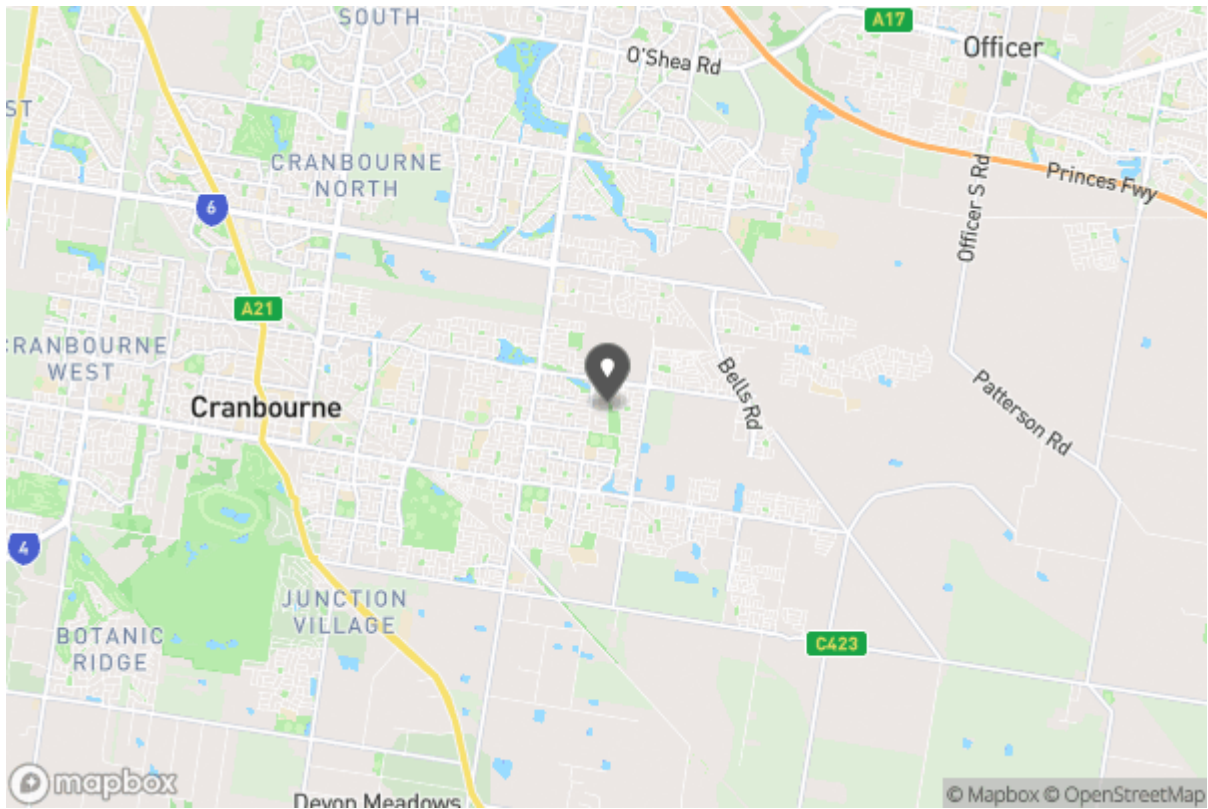 SOUTH
A17
Officer
O'Shea Rd
CRANBOURNE
NORTH
Princes Fwy
6
Officer S Rd
A21
CRANBOURNE
WEST
Bells Rd
Cranbourne
Patterson Rd
4
JUNCTION
VILLAGE
BOTANIC
RIDGE
C423
mapbox
Devon Meadows
© Mapbox © OpenStreetMap